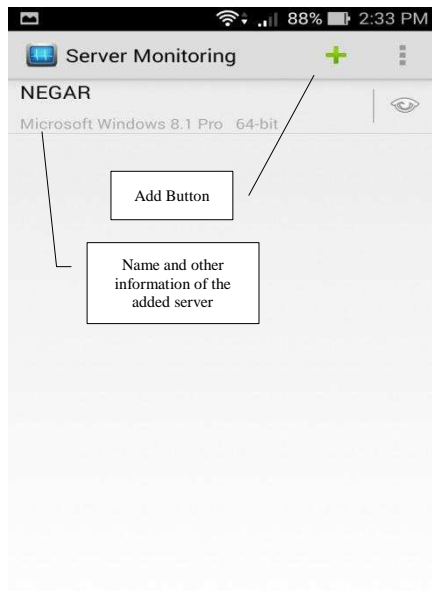 88% 2:33 PM
Server Monitoring
NEGAR
Microsoft Windows 8.1 Pro 64-bit
Add Button
Name and other
information of the
added server